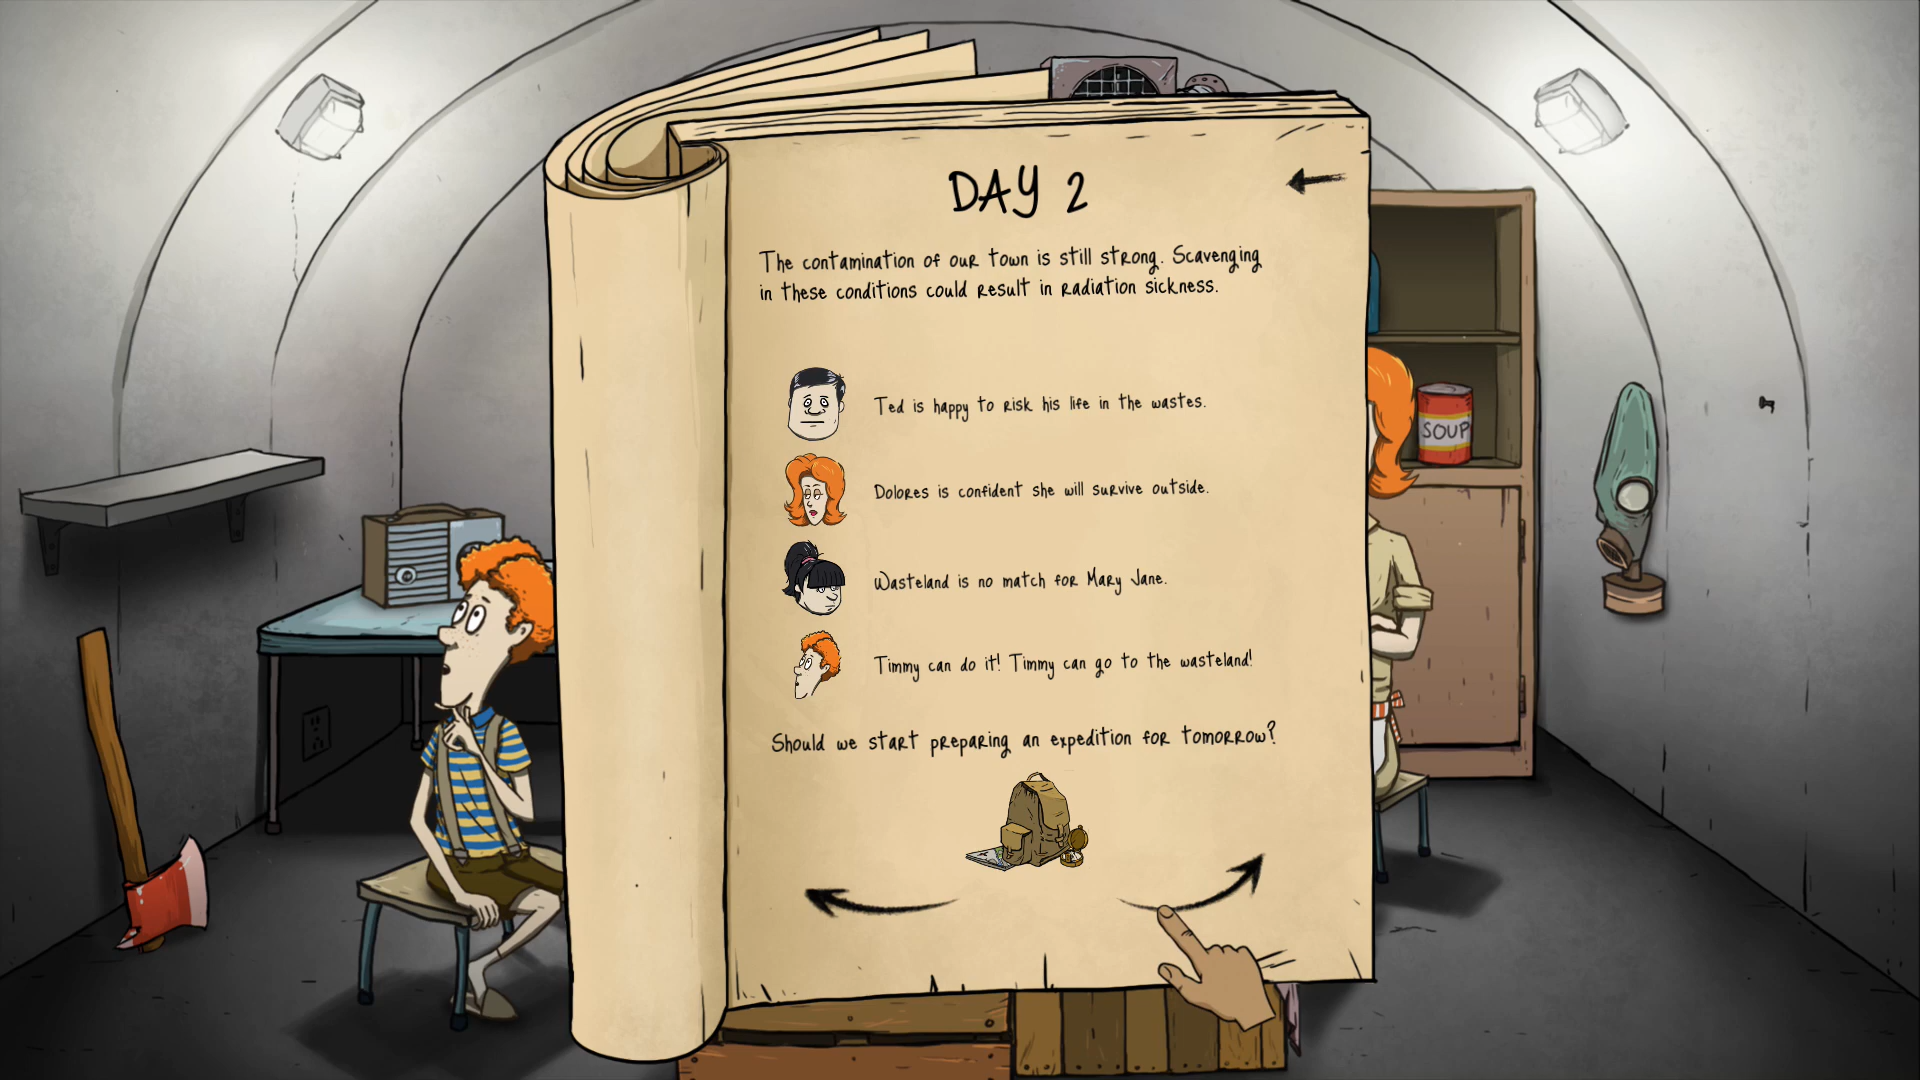 DAY 2
The contamination of our town is still strong. Scavenging
in these conditions could result in radiation sickness.
Ted is happy to risk his life in the wastes.
Dolores is confident she will survive outside.
Wasteland is no match for Mary Jane.
Timmy can do it! Timmy can go to the wasteland!
Should we start preparing an expedition for tomorrow?
SOUP